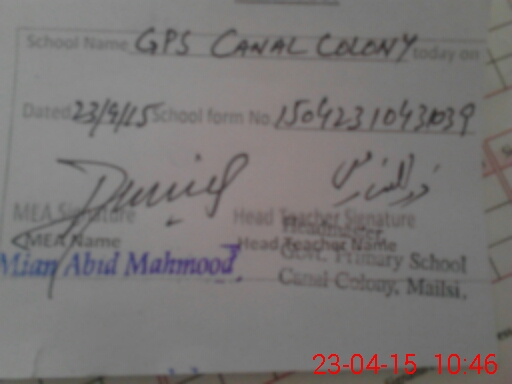 School Name GPS CANAL COLONY today on
Dated 23/4/15 School form No. 15042310431039
MEA Signature Head Teacher Signature
MEA Name Head Teacher Name
Mian Abid Mahmood
Headmaster
Govt. Primary School
Canal Colony, Mailsi.
23-04-15 10:46